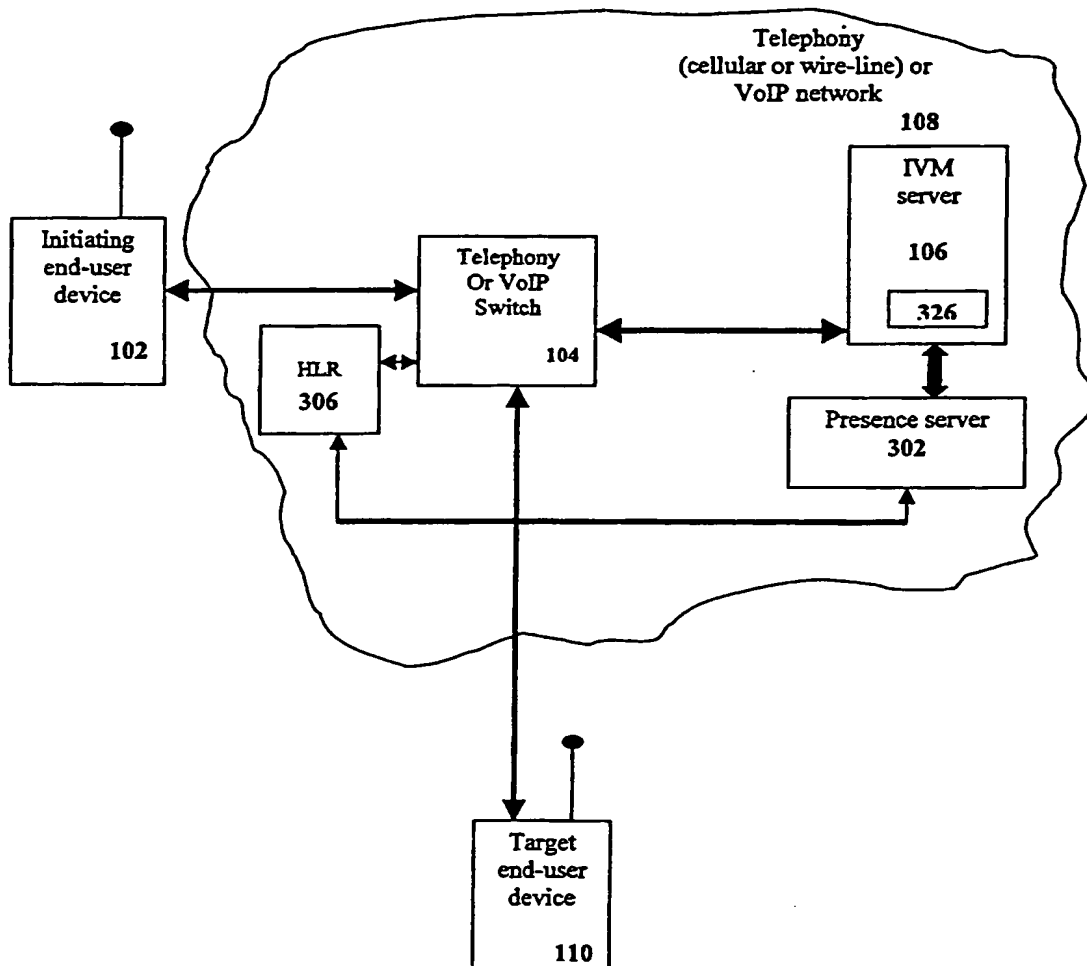 Telephony
(cellular or wire-line) or
VoIP network
108
IVM
server
106
326
Initiating
end-user
device
102
Telephony
Or VoIP
Switch
104
HLR
306
Presence server
302
Target
end-user
device
110